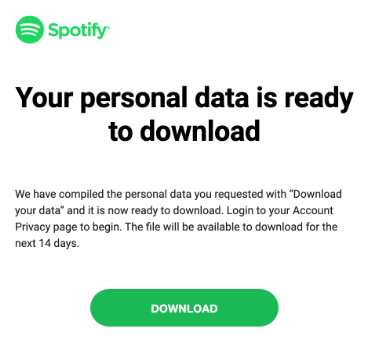 Spotify®
Your personal data is ready
to download
We have compiled the personal data you requested with “Download
your data” and it is now ready to download. Login to your Account
Privacy page to begin. The file will be available to download for the
next 14 days.
DOWNLOAD